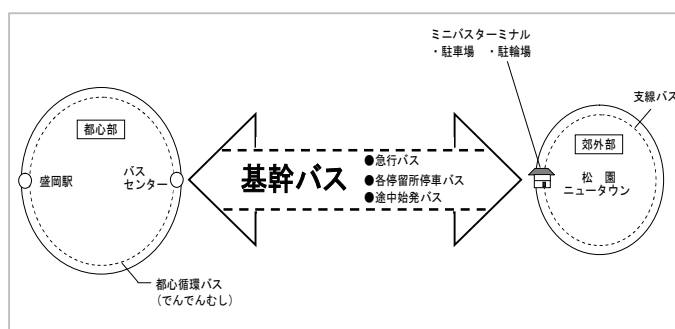 ミニバスターミナル
・駐車場 ・駐輪場
支線バス
都心部
郊外部
盛岡駅
バス
センター
基幹バス
●急行バス
●各停留所停車バス
●途中始発バス
松 園
ニュータウン
都心循環バス
(でんでんむし)